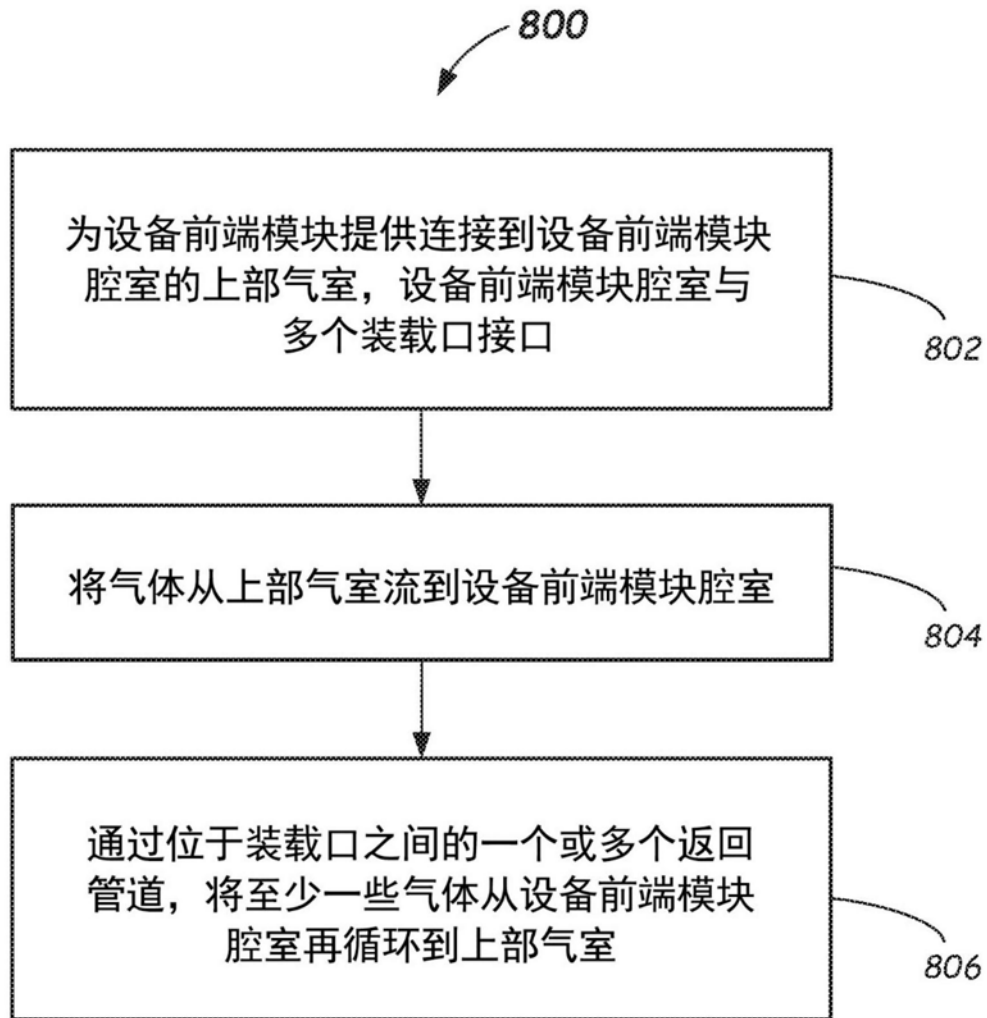 800
为设备前端模块提供连接到设备前端模块
腔室的上部气室，设备前端模块腔室与
多个装载口接口
802
将气体从上部气室流到设备前端模块腔室
804
通过位于装载口之间的一个或多个返回
管道，将至少一些气体从设备前端模块
腔室再循环到上部气室
806